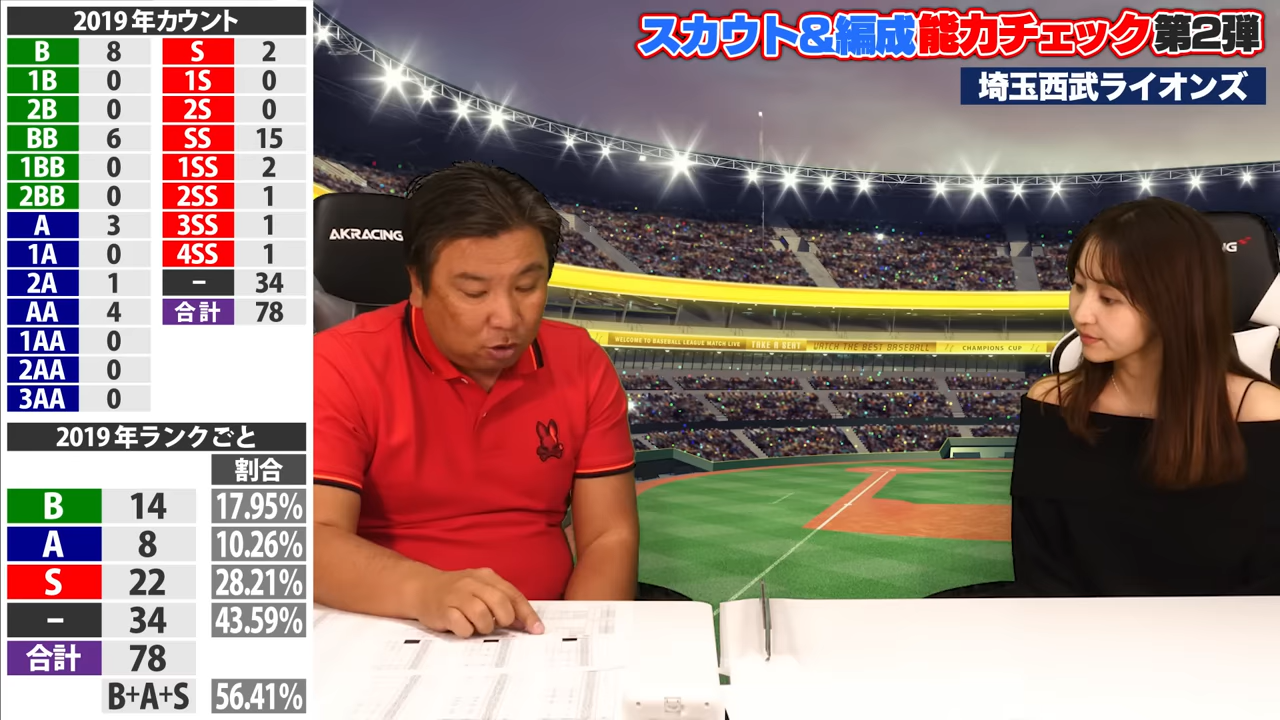 2019年カウント
B 8 S 2
1B 0 1S 0
2B 0 2S 0
BB 6 SS 15
1BB 0 1SS 2
2BB 0 2SS 1
A 3 3SS 1
1A 0 4SS 1
2A 1 － 34
AA 4 合計 78
1AA 0
2AA 0
3AA 0
2019年ランクごと
割合
B 14 17.95%
A 8 10.26%
S 22 28.21%
－ 34 43.59%
合計 78
B+A+S 56.41%
スカウト&編成能力チェック第2弾
埼玉西武ライオンズ
AKRACING
NG
WELCOME TO BASEBALL LEAGUE MATCH LIVE TAKE A SEAT WATCH THE BEST BASEBALL CHAMPIONS CUP